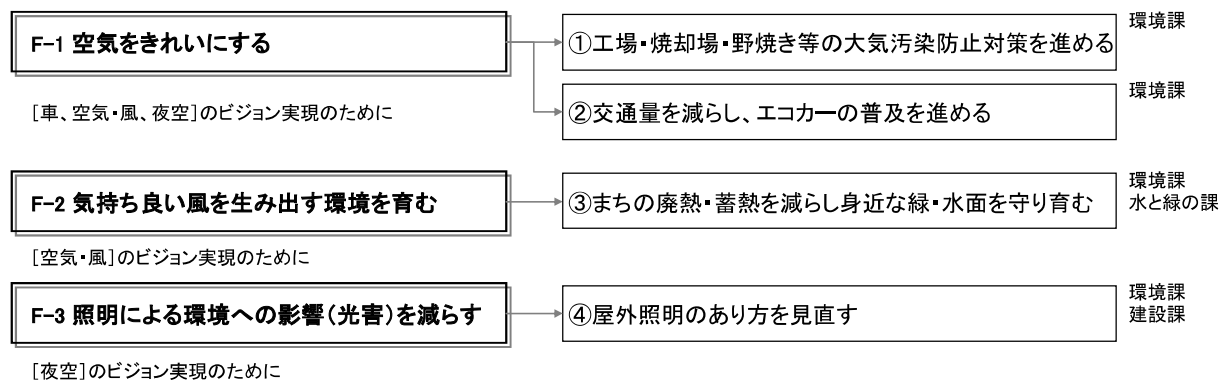 F-1 空気をきれいにする
[車、空気・風、夜空]のビジョン実現のために
①工場・焼却場・野焼き等の大気汚染防止対策を進める
環境課
②交通量を減らし、エコカーの普及を進める
環境課
F-2 気持ち良い風を生み出す環境を育む
[空気・風]のビジョン実現のために
③まちの廃熱・蓄熱を減らし身近な緑・水面を守り育む
環境課
水と緑の課
F-3 照明による環境への影響(光害)を減らす
[夜空]のビジョン実現のために
④屋外照明のあり方を見直す
環境課
建設課